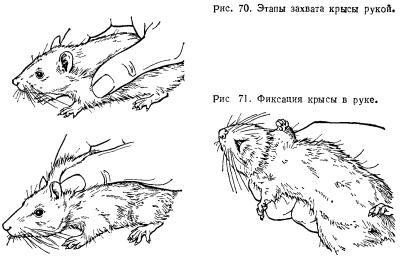 Рис. 70. Этапы захвата крысы рукой.
Рис 71. Фиксация крысы в руке.